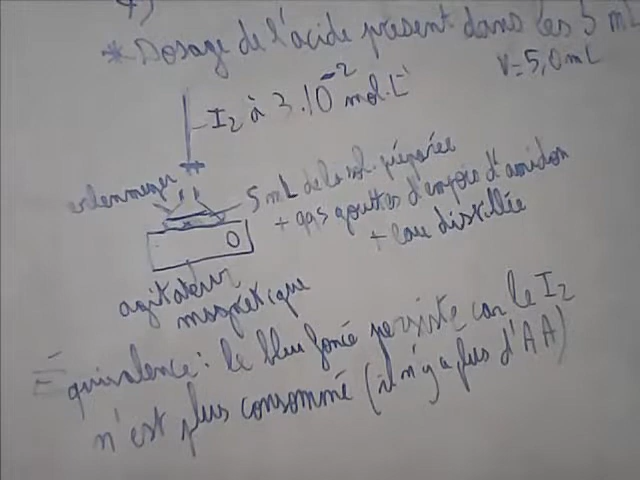 4)
* Dosage de l'acide présent dans les 5 mL
V = 5,0 mL
I2 à 3.10^-2 mol.L^-1
erlenmeyer
5 mL de la sol. préparée
+ qqs gouttes d'empois d'amidon
+ eau distillée
agitateur
magnétique
Équivalence : le bleu foncé persiste car le I2
n'est plus consommé (il n'y a plus d'AA)